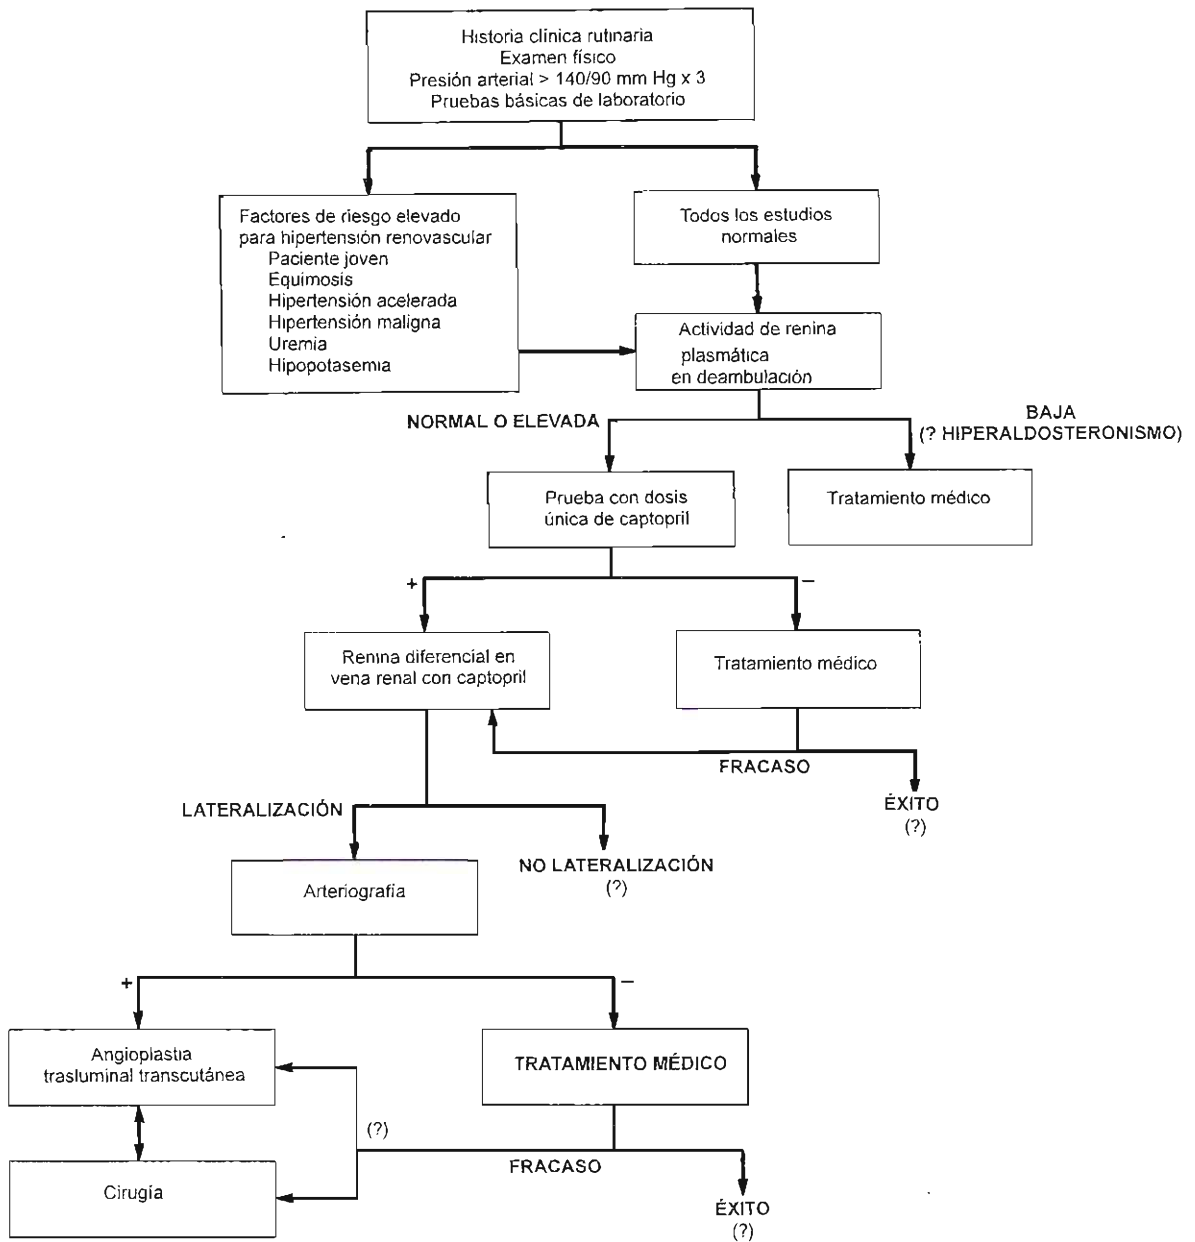 Historia clínica rutinaria
Examen físico
Presión arterial > 140/90 mm Hg x 3
Pruebas básicas de laboratorio
Factores de riesgo elevado
para hipertensión renovascular
Paciente joven
Equimosis
Hipertensión acelerada
Hipertensión maligna
Uremia
Hipopotasemia
Todos los estudios
normales
Actividad de renina
plasmática
en deambulación
NORMAL O ELEVADA
BAJA
(? HIPERALDOSTERONISMO)
Prueba con dosis
única de captopril
Tratamiento médico
+
−
Renina diferencial en
vena renal con captopril
Tratamiento médico
FRACASO
ÉXITO
(?)
LATERALIZACIÓN
NO LATERALIZACIÓN
(?)
Arteriografía
+
−
Angioplastia
trasluminal transcutánea
TRATAMIENTO MÉDICO
(?)
FRACASO
Cirugía
ÉXITO
(?)